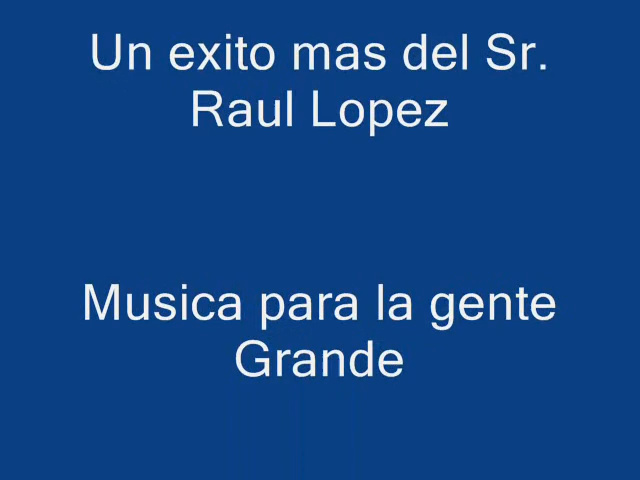 Un exito mas del Sr.
Raul Lopez
Musica para la gente
Grande